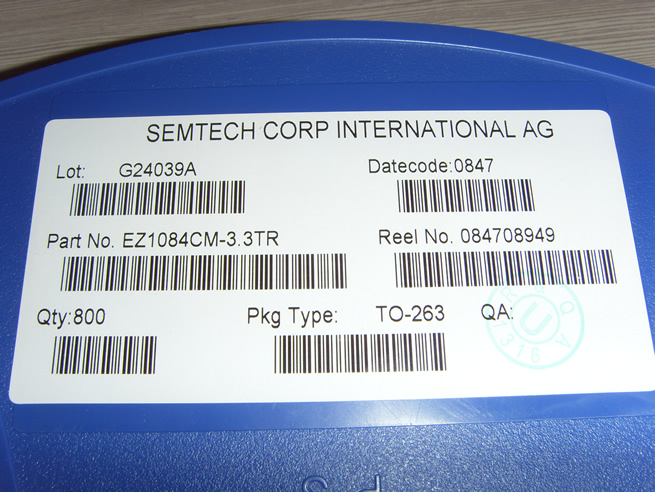 SEMTECH CORP INTERNATIONAL AG
Lot: G24039A Datecode:0847
Part No. EZ1084CM-3.3TR Reel No. 084708949
Qty:800 Pkg Type: TO-263 QA:
Q A
U
1316